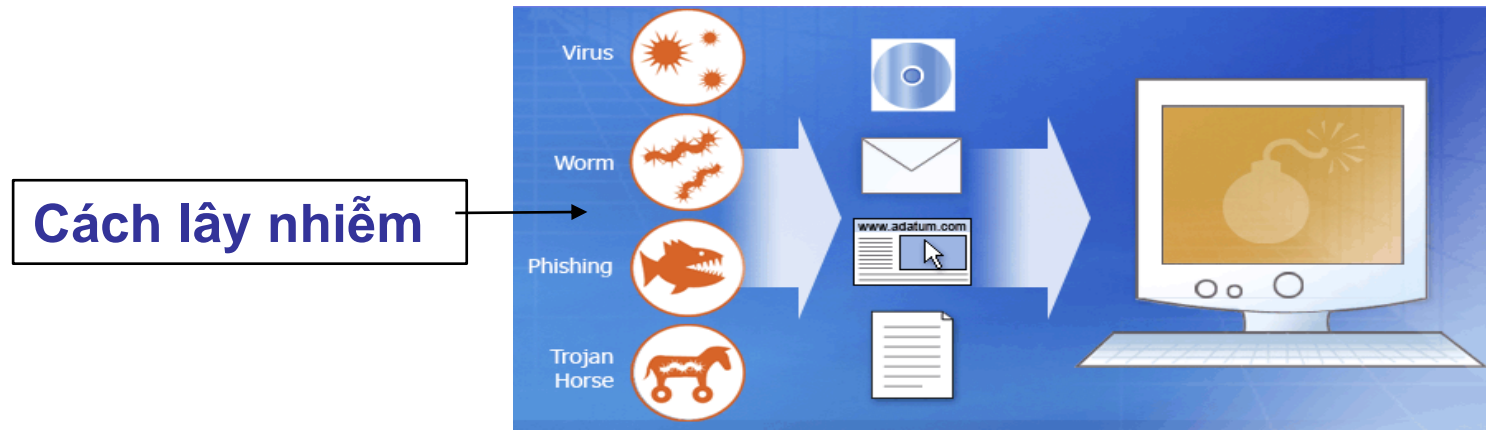 Cách lây nhiễm
Virus
Worm
Phishing
Trojan
Horse
www.adatum.com